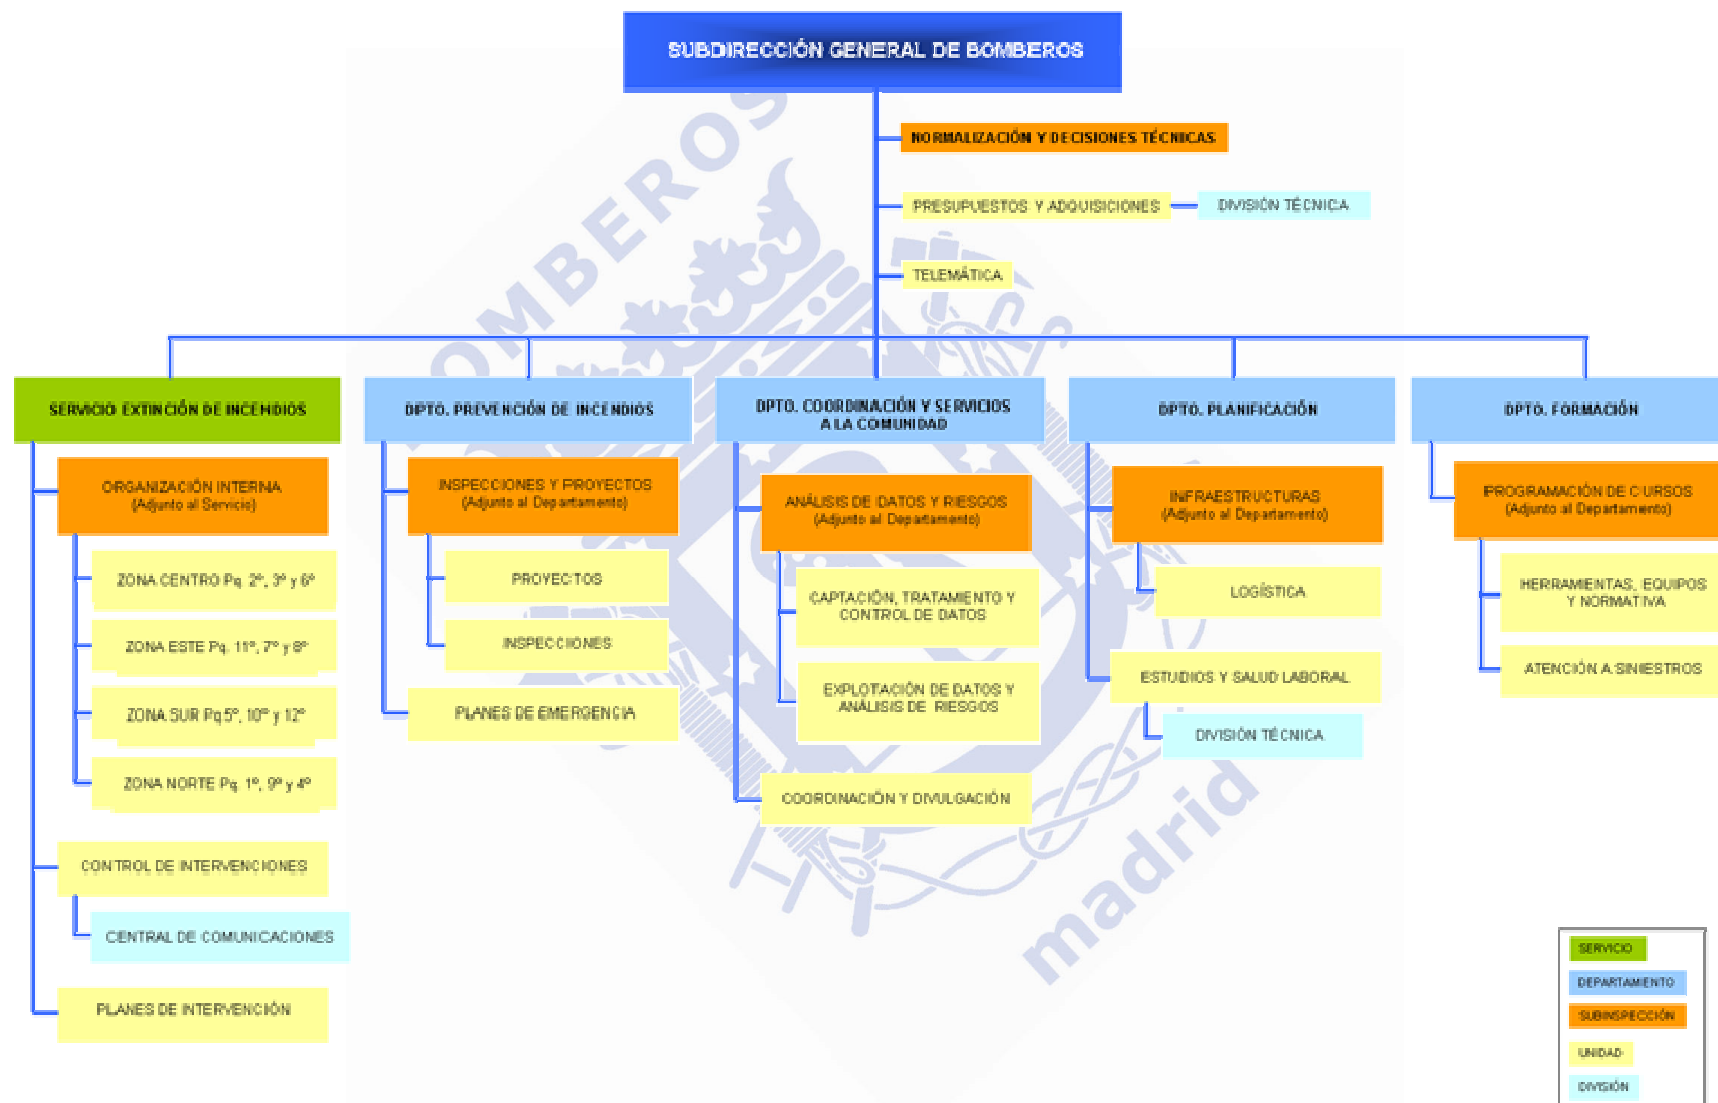 SUBDIRECCIÓN GENERAL DE BOMBEROS
NORMALIZACIÓN Y DECISIONES TÉCNICAS
PRESUPUESTOS Y ADQUISICIONES
DIVISIÓN TÉCNICA
TELEMÁTICA
SERVICIO EXTINCIÓN DE INCENDIOS
ORGANIZACIÓN INTERNA
(Adjunto al Servicio)
ZONA CENTRO Pq. 2º, 3º y 6º
ZONA ESTE Pq. 11º, 7º y 8º
ZONA SUR Pq 5º, 10º y 12º
ZONA NORTE Pq. 1º, 9º y 4º
CONTROL DE INTERVENCIONES
CENTRAL DE COMUNICACIONES
PLANES DE INTERVENCIÓN
DPTO. PREVENCIÓN DE INCENDIOS
INSPECCIONES Y PROYECTOS
(Adjunto al Departamento)
PROYECTOS
INSPECCIONES
PLANES DE EMERGENCIA
DPTO. COORDINACIÓN Y SERVICIOS
A LA COMUNIDAD
ANÁLISIS DE DATOS Y RIESGOS
(Adjunto al Departamento)
CAPTACIÓN, TRATAMIENTO Y
CONTROL DE DATOS
EXPLOTACIÓN DE DATOS Y
ANÁLISIS DE RIESGOS
COORDINACIÓN Y DIVULGACIÓN
DPTO. PLANIFICACIÓN
INFRAESTRUCTURAS
(Adjunto al Departamento)
LOGÍSTICA
ESTUDIOS Y SALUD LABORAL
DIVISIÓN TÉCNICA
DPTO. FORMACIÓN
PROGRAMACIÓN DE CURSOS
(Adjunto al Departamento)
HERRAMIENTAS, EQUIPOS
Y NORMATIVA
ATENCIÓN A SINIESTROS
SERVICIO
DEPARTAMENTO
SUBINSPECCIÓN
UNIDAD
DIVISIÓN
BOMBEROS
madrid